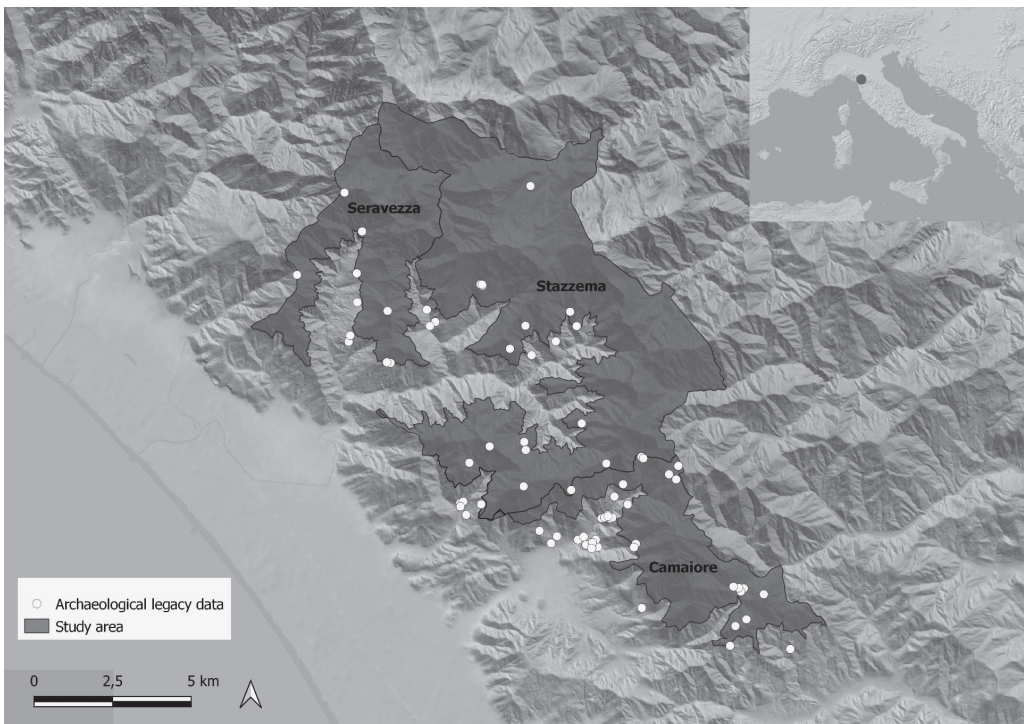 Seravezza
Stazzema
Camaiore
Archaeological legacy data
Study area
0 2,5 5 km